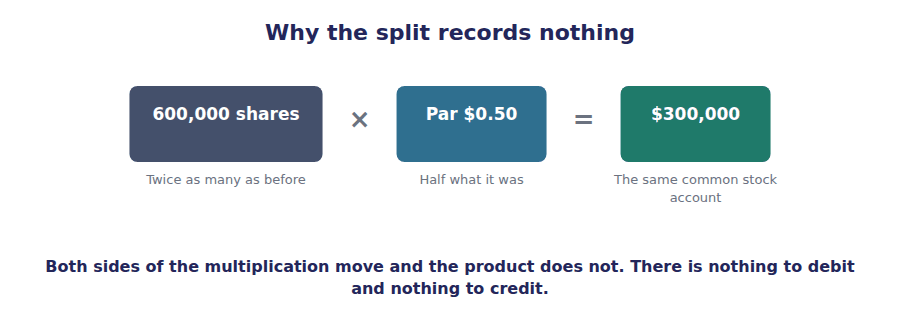 Why the split records nothing
600,000 shares
×
Par $0.50
=
$300,000
Twice as many as before
Half what it was
The same common stock
account
Both sides of the multiplication move and the product does not. There is nothing to debit
and nothing to credit.